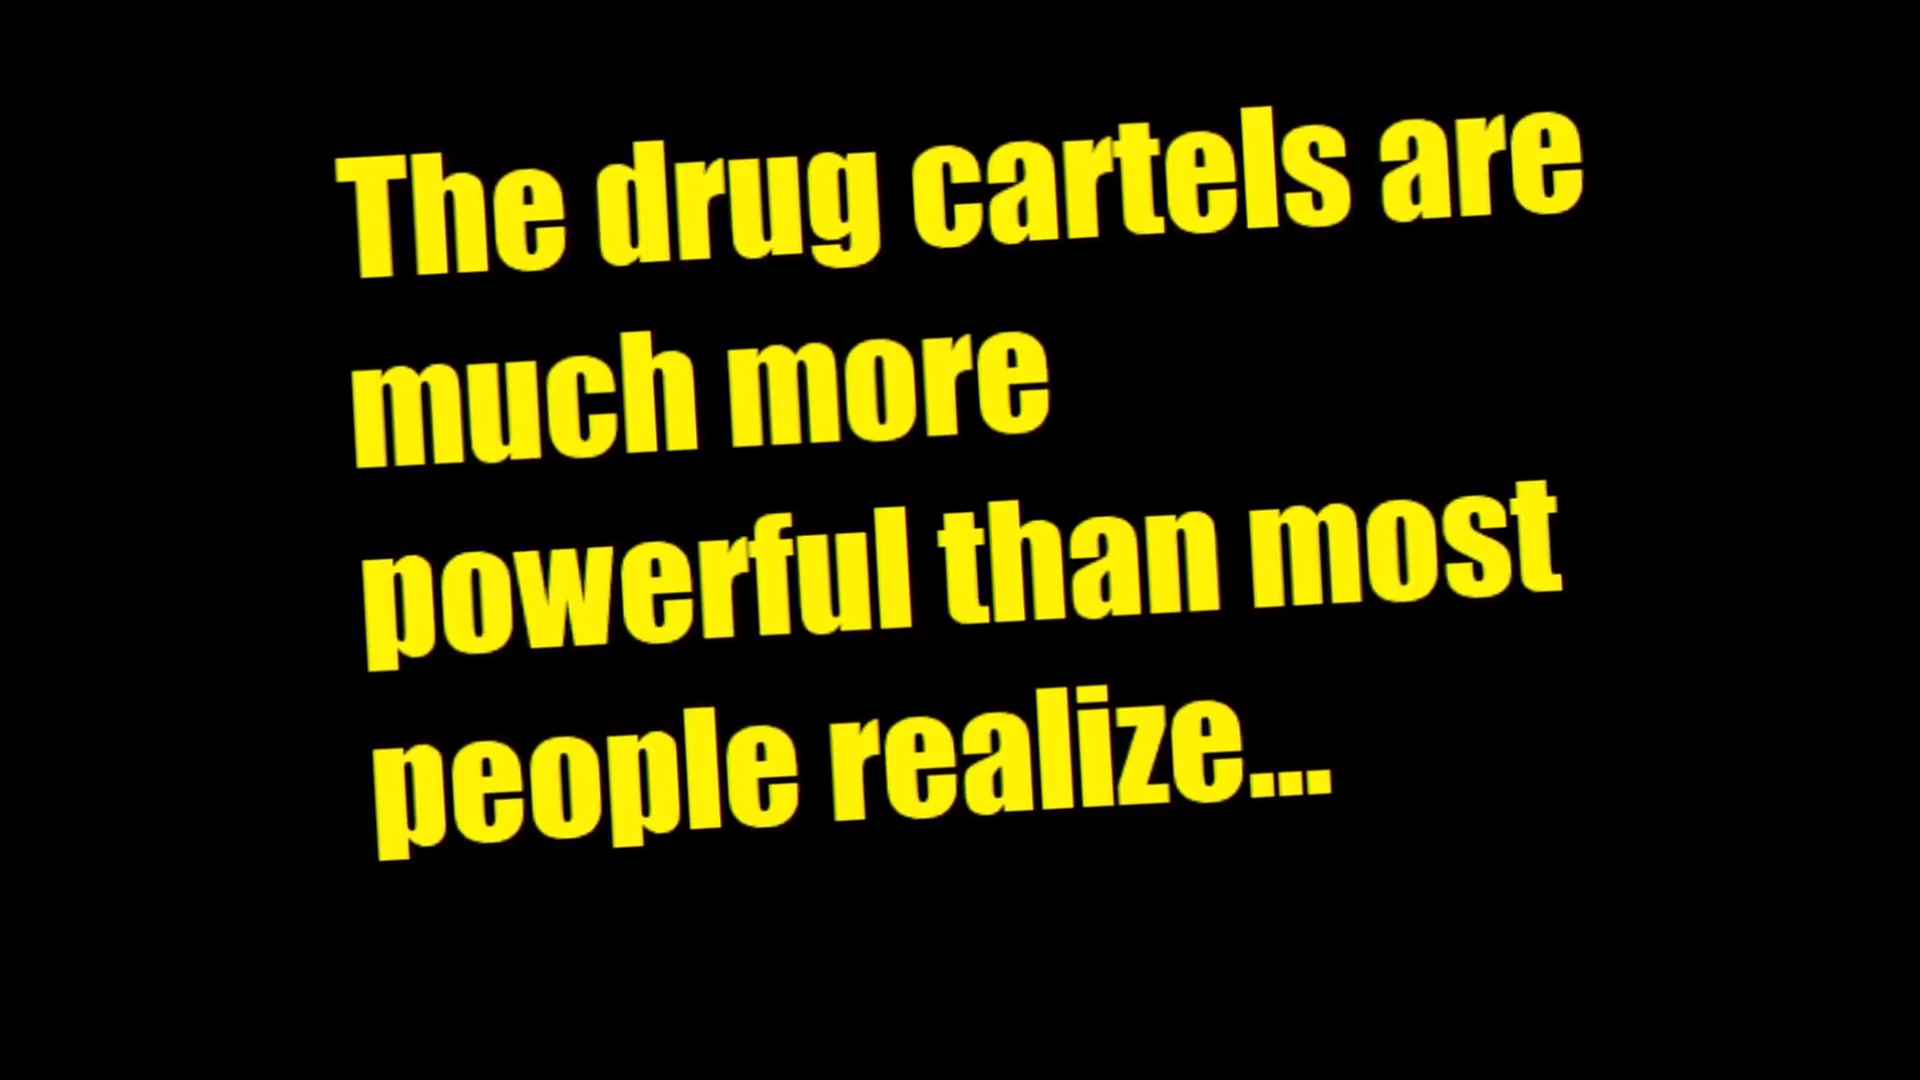 The drug cartels are
much more
powerful than most
people realize...